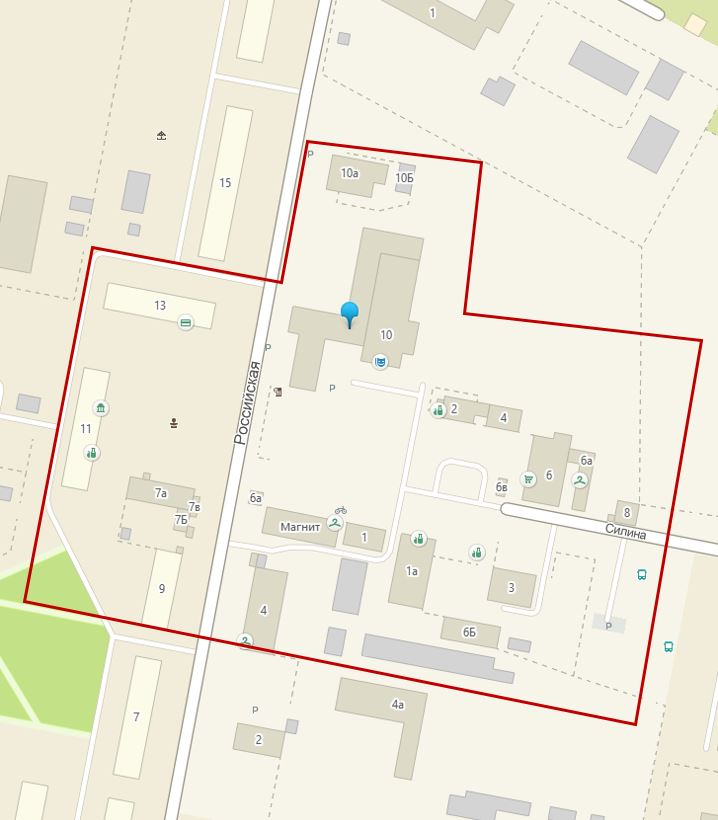 1
15
10а
10Б
13
10
Российская
11
2
4
6а
6
6в
7а
7в
7Б
6а
8
Силина
Магнит
1
1а
3
9
4
6Б
7
4а
2
Р
Р
Р
Р
Р